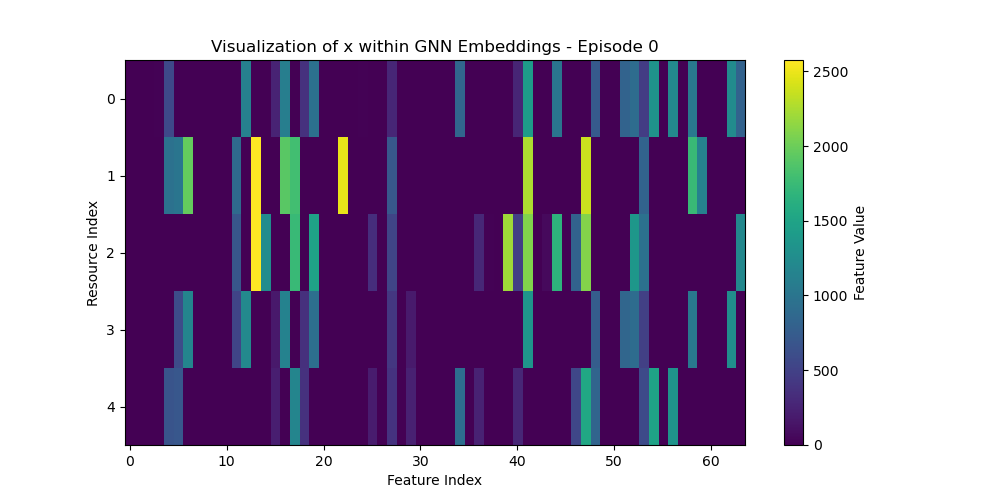 Visualization of x within GNN Embeddings - Episode 0
Resource Index
0
1
2
3
4
0 10 20 30 40 50 60
Feature Index
2500
2000
1500
1000
500
0
Feature Value